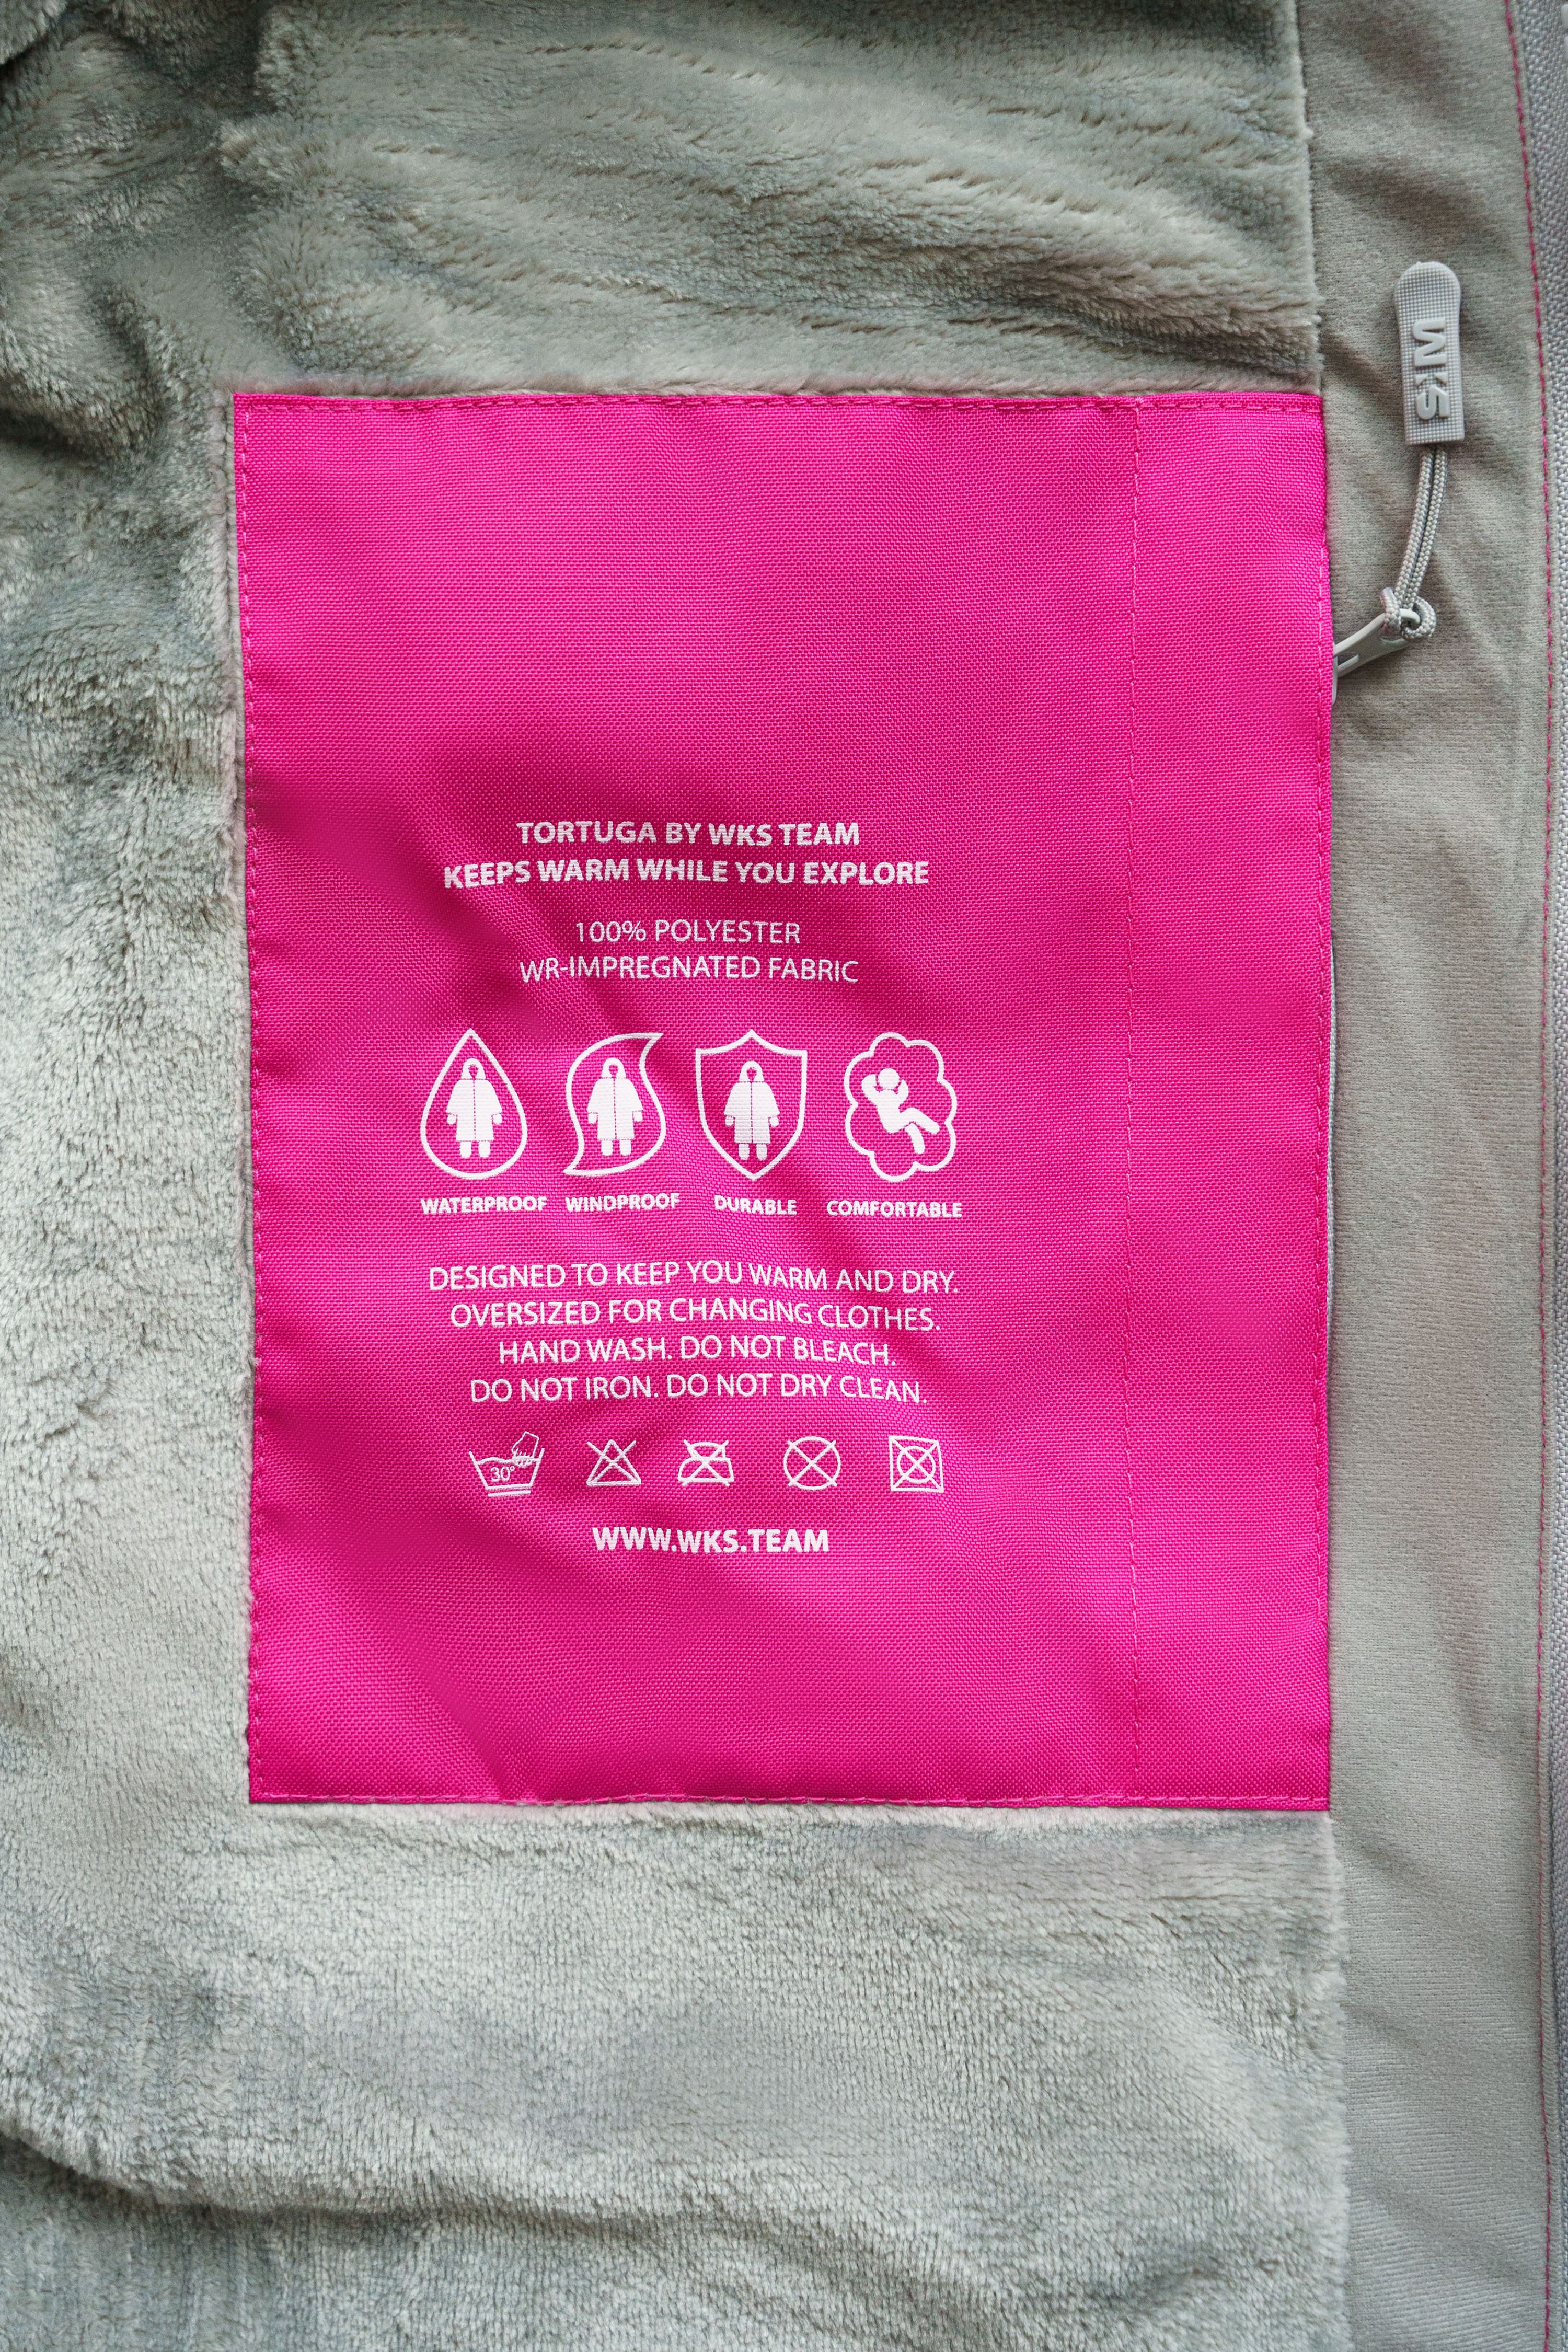 WKS
TORTUGA BY WKS TEAM
KEEPS WARM WHILE YOU EXPLORE
100% POLYESTER
WR-IMPREGNATED FABRIC
WATERPROOF WINDPROOF DURABLE COMFORTABLE
DESIGNED TO KEEP YOU WARM AND DRY.
OVERSIZED FOR CHANGING CLOTHES.
HAND WASH. DO NOT BLEACH.
DO NOT IRON. DO NOT DRY CLEAN.
30°
WWW.WKS.TEAM